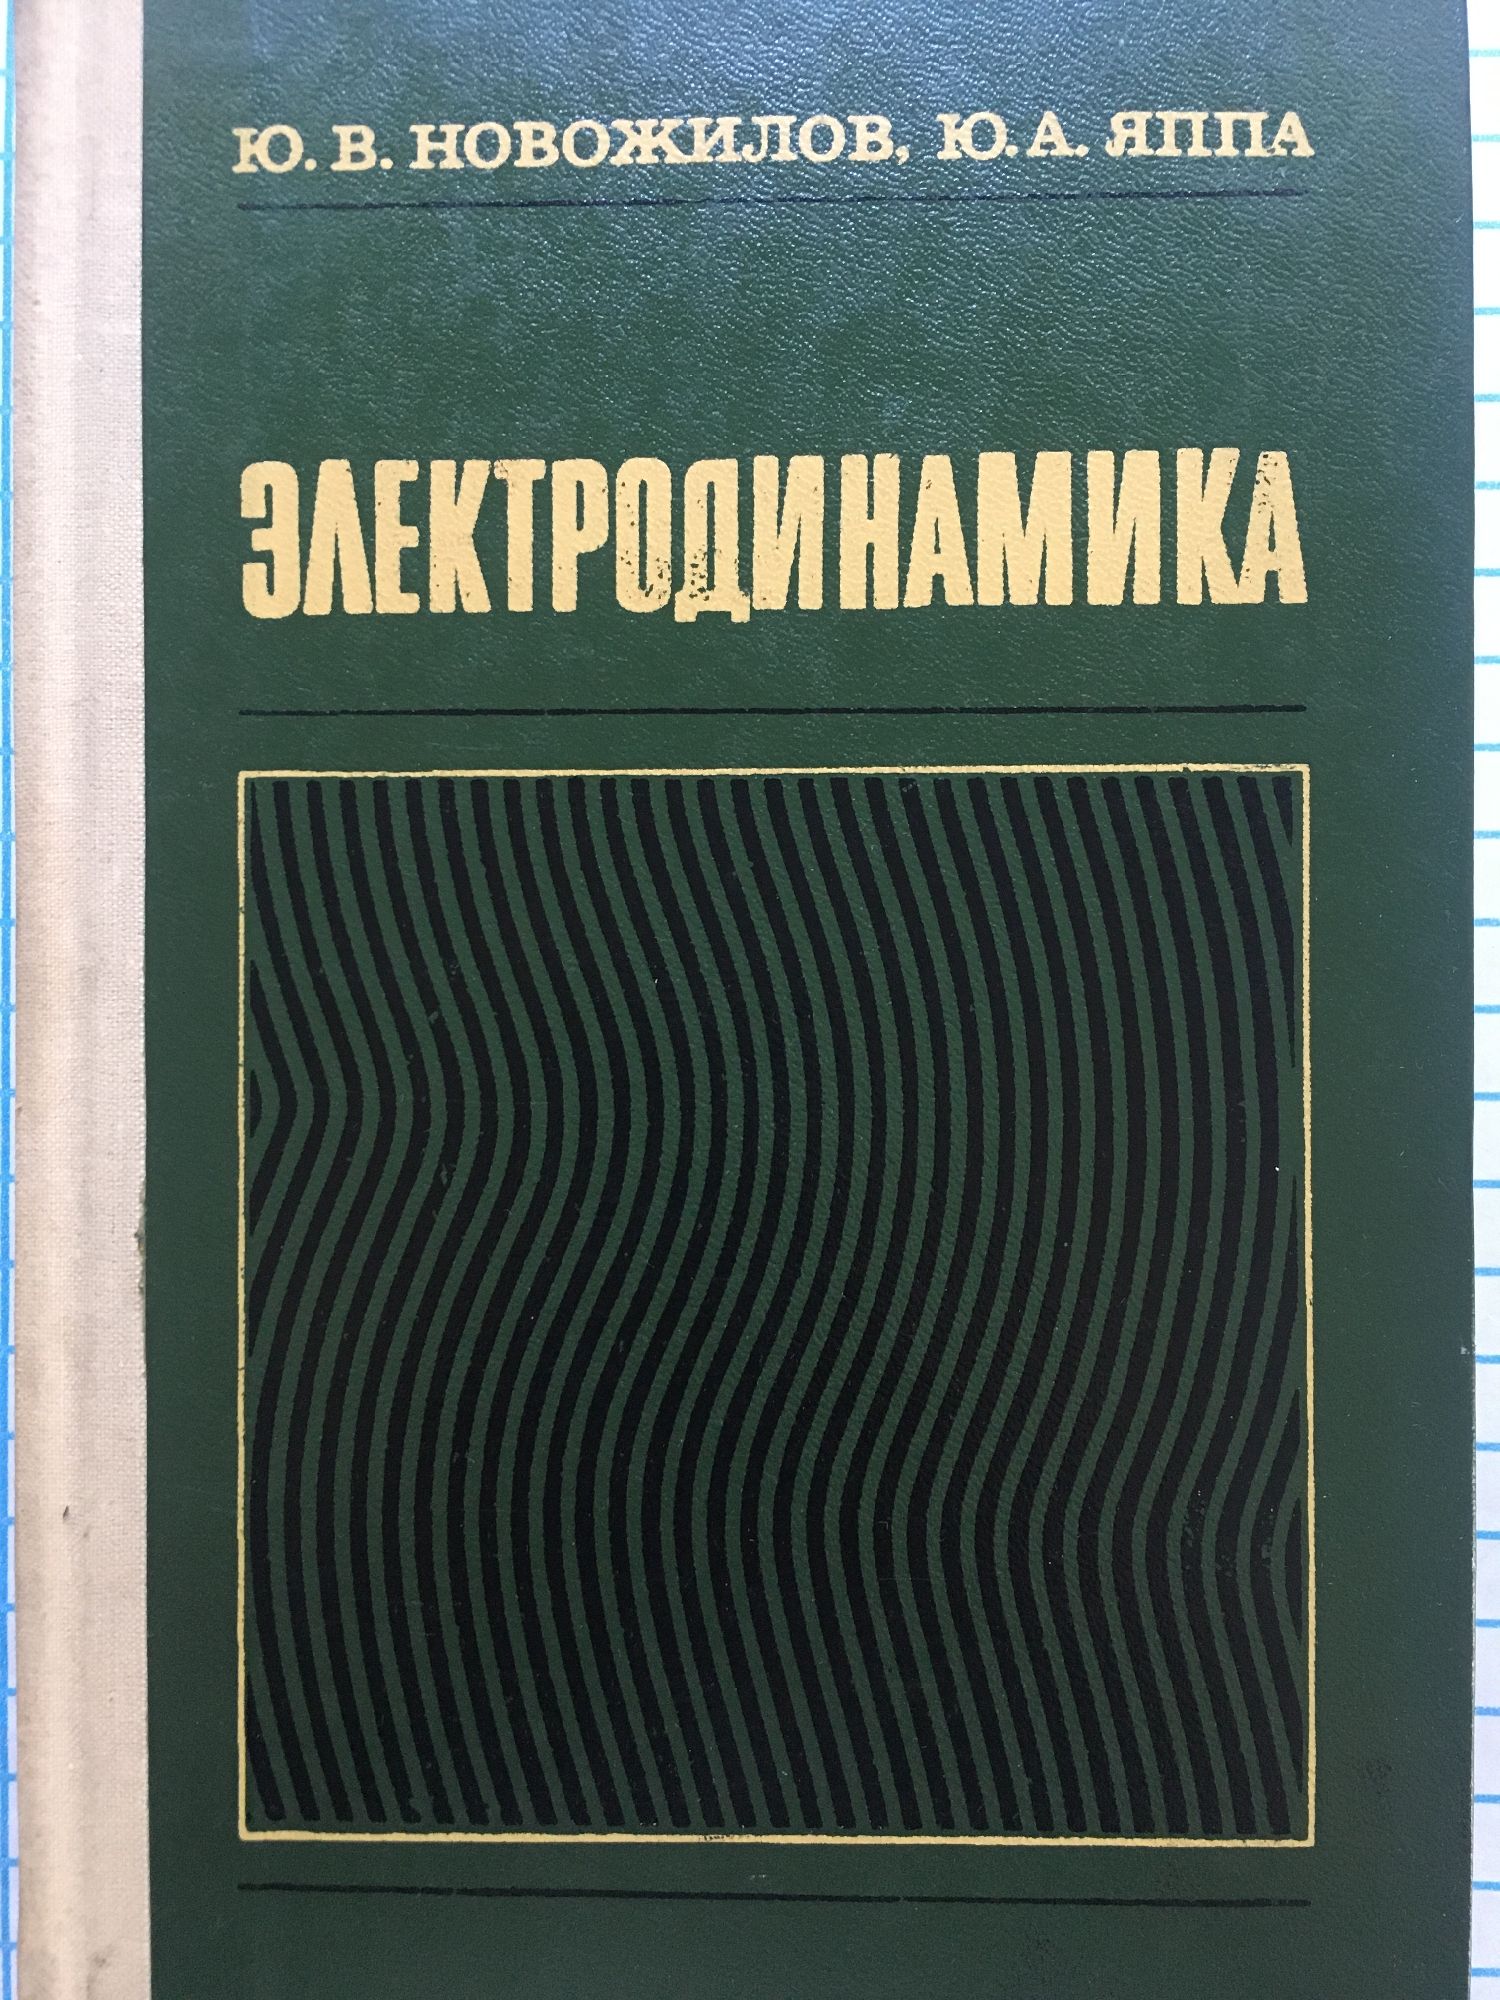 Ю. В. НОВОЖИЛОВ, Ю. А. ЯППА
ЭЛЕКТРОДИНАМИКА